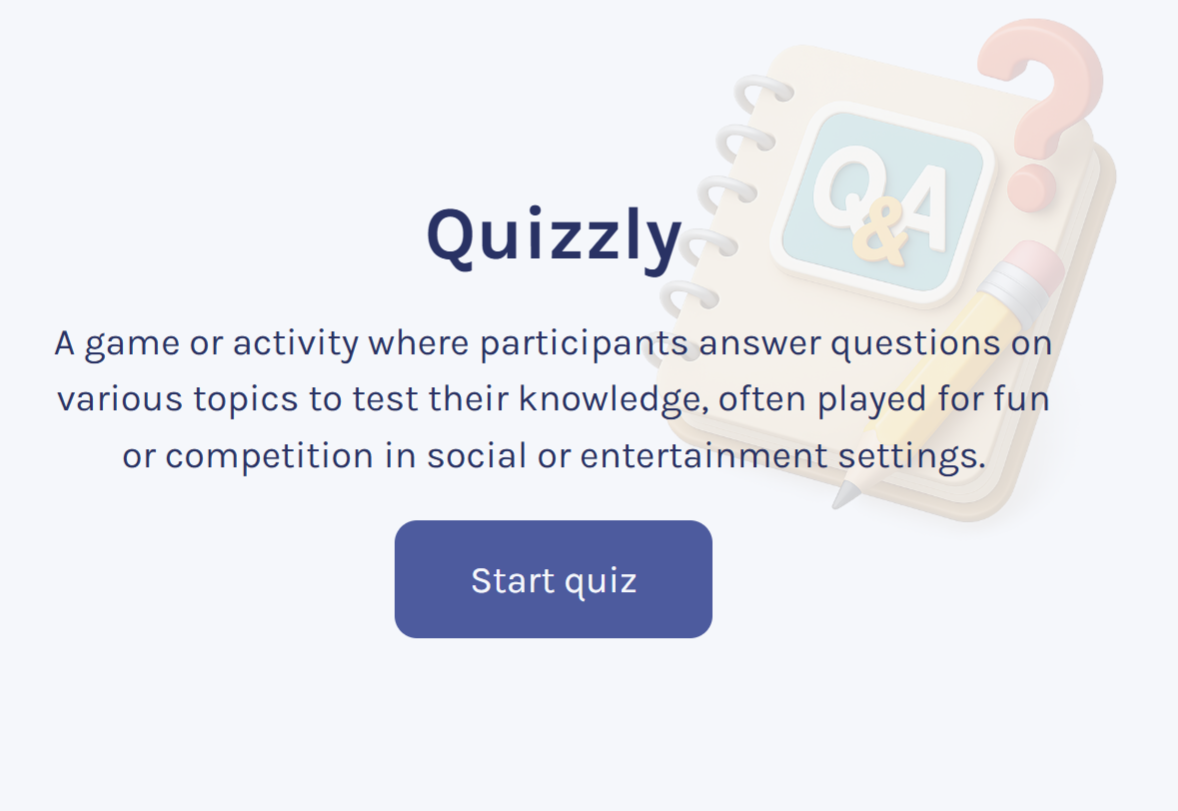 Q&A
?
Quizzly
A game or activity where participants answer questions on
various topics to test their knowledge, often played for fun
or competition in social or entertainment settings.
Start quiz